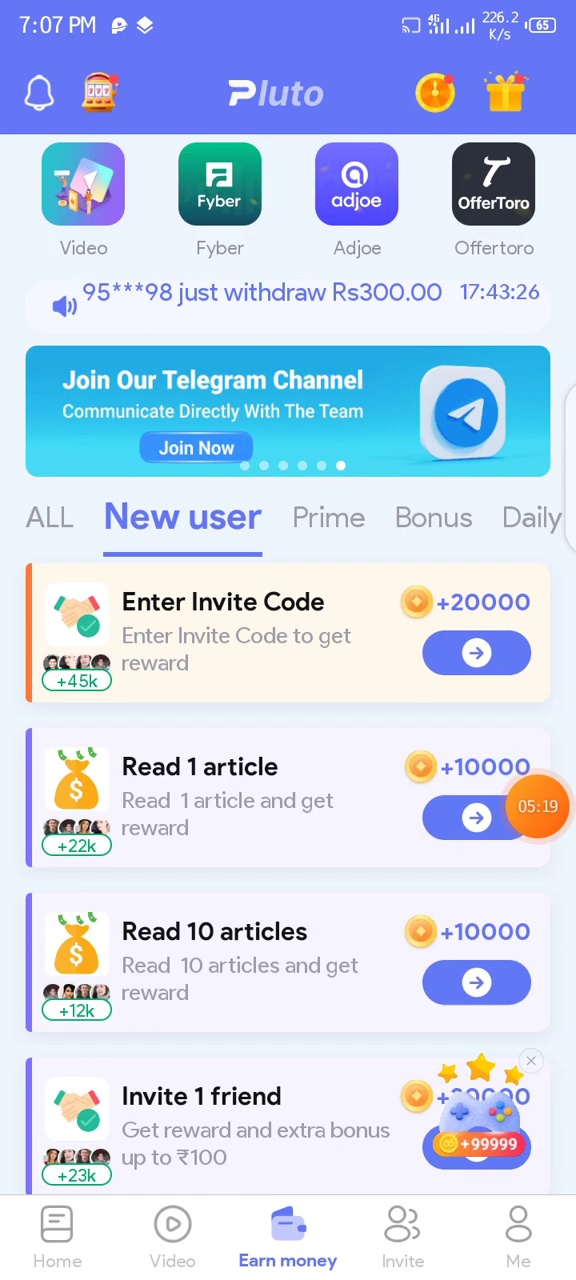 7:07 PM 4G 226.2 K/s 65
Pluto
Fyber
adjoe
OfferToro
Video Fyber Adjoe Offertoro
95***98 just withdraw Rs300.00 17:43:26
Join Our Telegram Channel
Communicate Directly With The Team
Join Now
ALL New user Prime Bonus Daily
Enter Invite Code +20000
Enter Invite Code to get
reward
+45k
Read 1 article +10000
Read 1 article and get
reward
05:19
+22k
Read 10 articles +10000
Read 10 articles and get
reward
+12k
Invite 1 friend
Get reward and extra bonus
up to ₹100
+99999
+23k
Home Video Earn money Invite Me